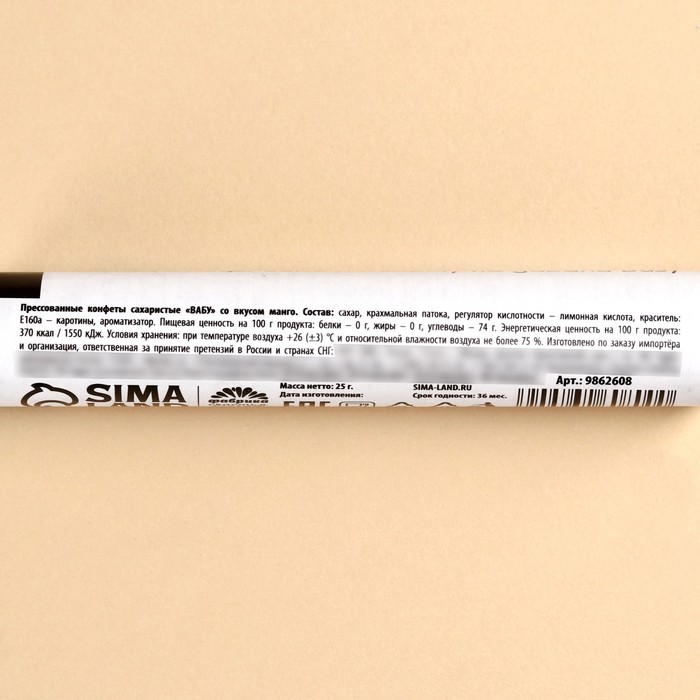 Прессованные конфеты сахаристые «ВАБУ» со вкусом манго. Состав: сахар, крахмальная патока, регулятор кислотности – лимонная кислота, краситель:
Е160а – каротины, ароматизатор. Пищевая ценность на 100 г продукта: белки – 0 г, жиры – 0 г, углеводы – 74 г. Энергетическая ценность на 100 г продукта:
370 ккал / 1550 кДж. Условия хранения: при температуре воздуха +26 (±3) °С и относительной влажности воздуха не более 75 %. Изготовлено по заказу импортёра
и организация, ответственная за принятие претензий в России и странах СНГ:
SIMA
LAND
фабрика
Масса нетто: 25 г.
Дата изготовления:
SIMA-LAND.RU
Срок годности: 36 мес.
Арт.: 9862608